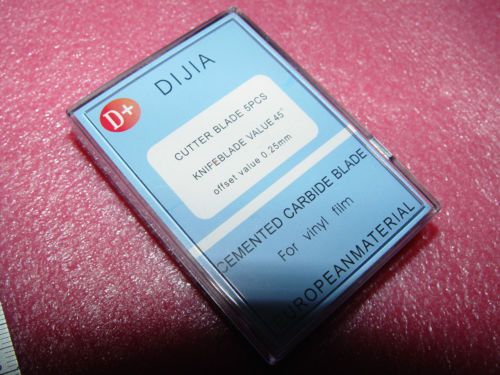 D+
DIJIA
CUTTER BLADE 5PCS
KNIFEBLADE VALUE 45°
offset value 0.25mm
CEMENTED CARBIDE BLADE
For vinyl film
EUROPEANMATERIAL